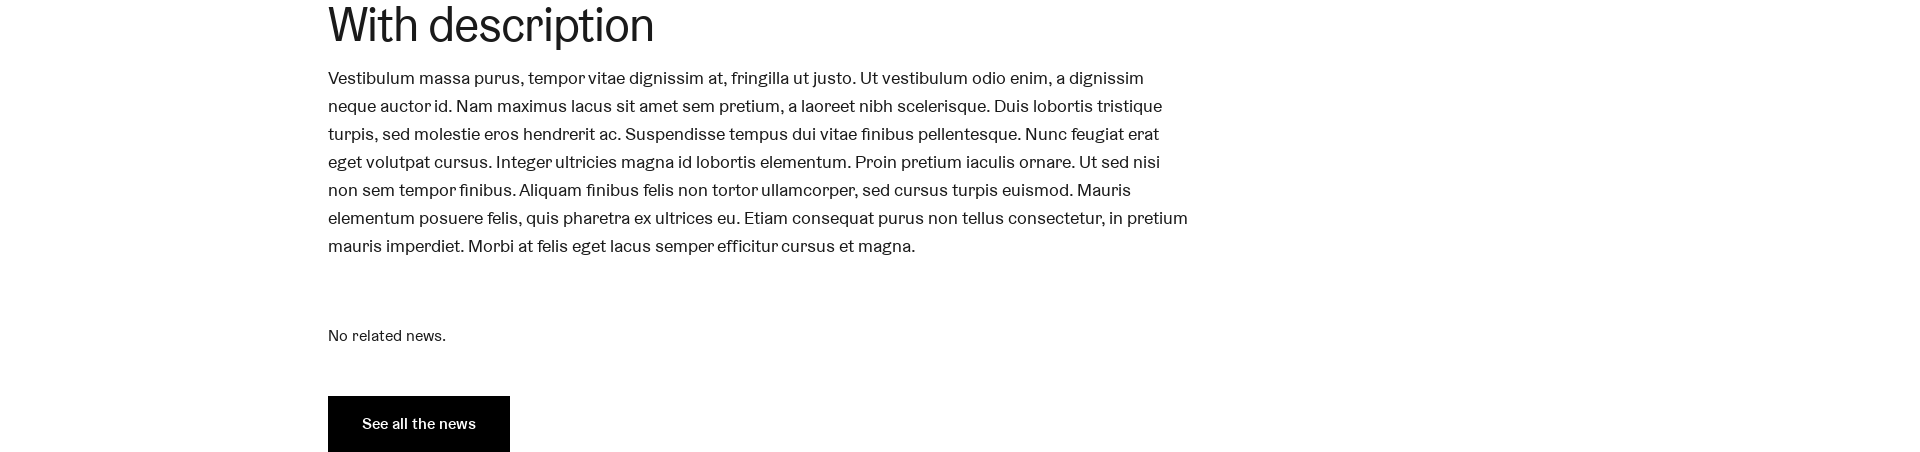 With description
Vestibulum massa purus, tempor vitae dignissim at, fringilla ut justo. Ut vestibulum odio enim, a dignissim
neque auctor id. Nam maximus lacus sit amet sem pretium, a laoreet nibh scelerisque. Duis lobortis tristique
turpis, sed molestie eros hendrerit ac. Suspendisse tempus dui vitae finibus pellentesque. Nunc feugiat erat
eget volutpat cursus. Integer ultricies magna id lobortis elementum. Proin pretium iaculis ornare. Ut sed nisi
non sem tempor finibus. Aliquam finibus felis non tortor ullamcorper, sed cursus turpis euismod. Mauris
elementum posuere felis, quis pharetra ex ultrices eu. Etiam consequat purus non tellus consectetur, in pretium
mauris imperdiet. Morbi at felis eget lacus semper efficitur cursus et magna.
No related news.
See all the news